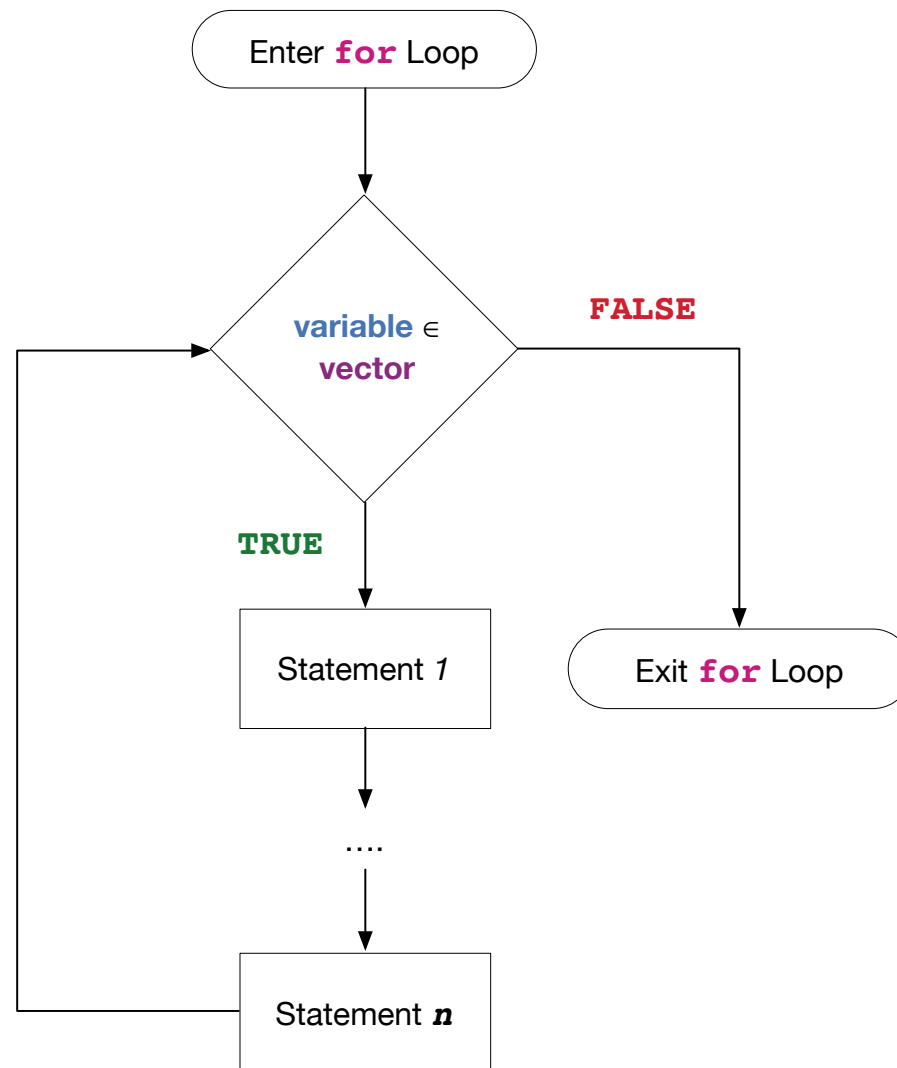 Enter for Loop
variable ∈
vector
FALSE
TRUE
Statement 1
Exit for Loop
....
Statement n